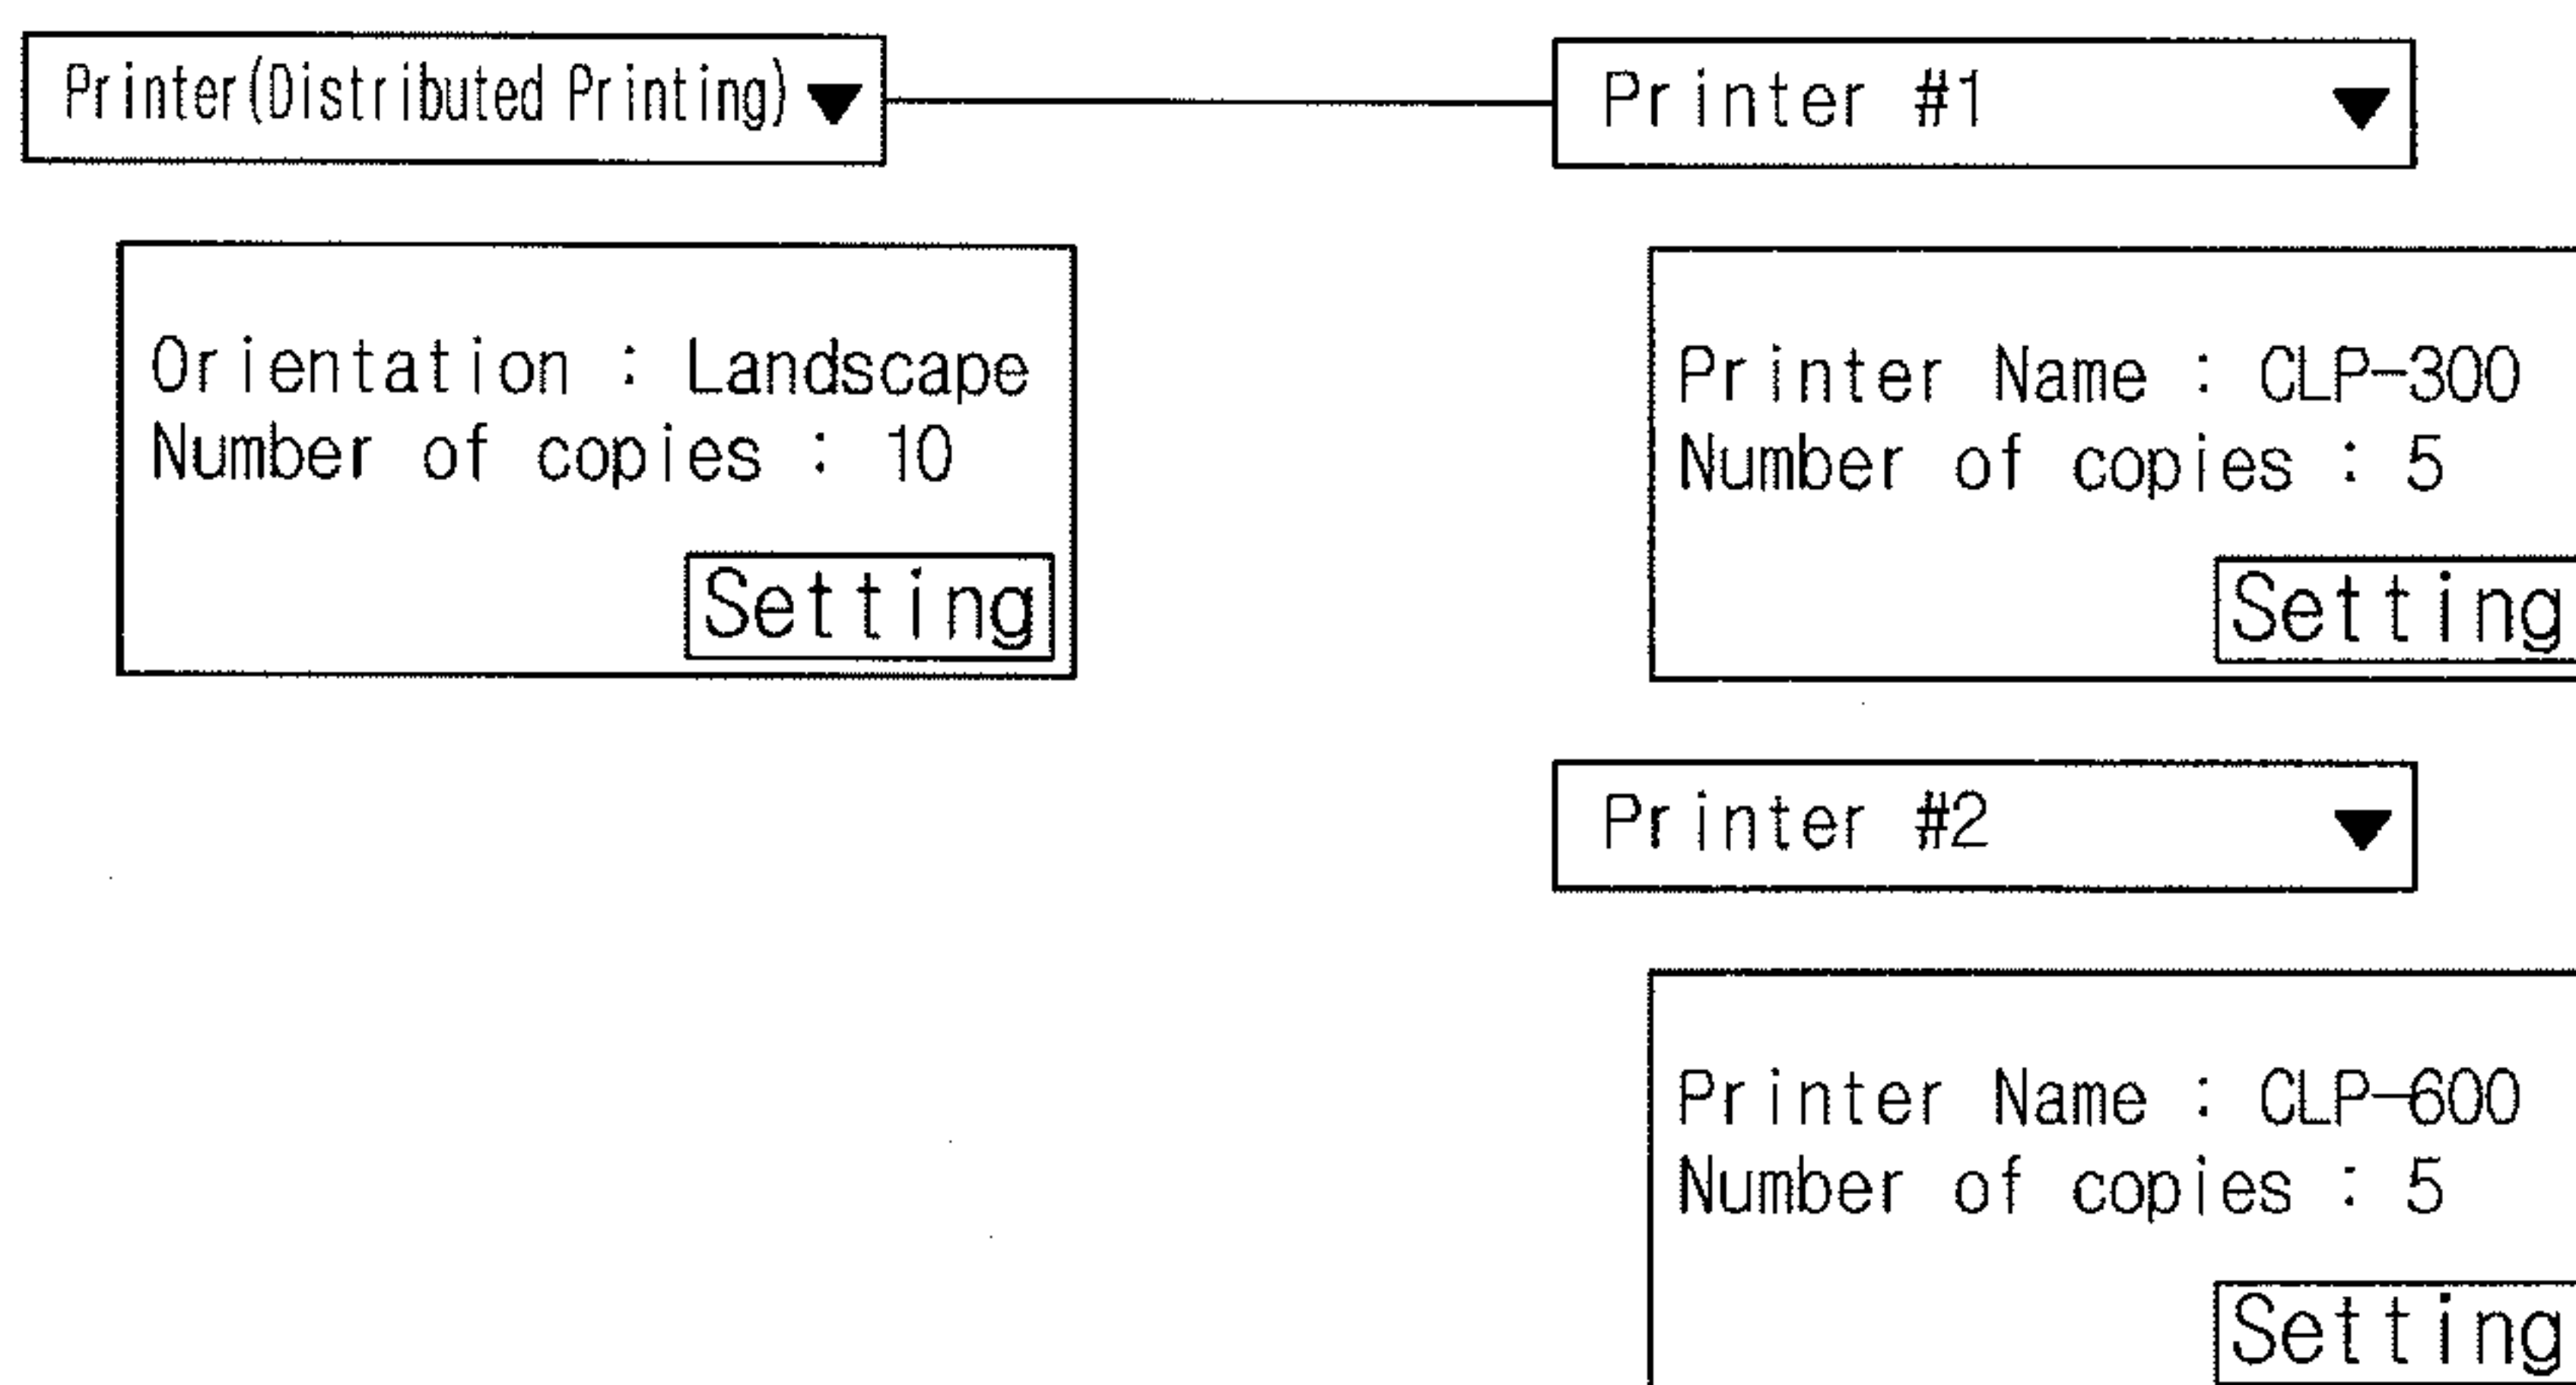 Printer(Distributed Printing) ▼
Orientation : Landscape
Number of copies : 10
Setting
Printer #1 ▼
Printer Name : CLP-300
Number of copies : 5
Setting
Printer #2 ▼
Printer Name : CLP-600
Number of copies : 5
Setting